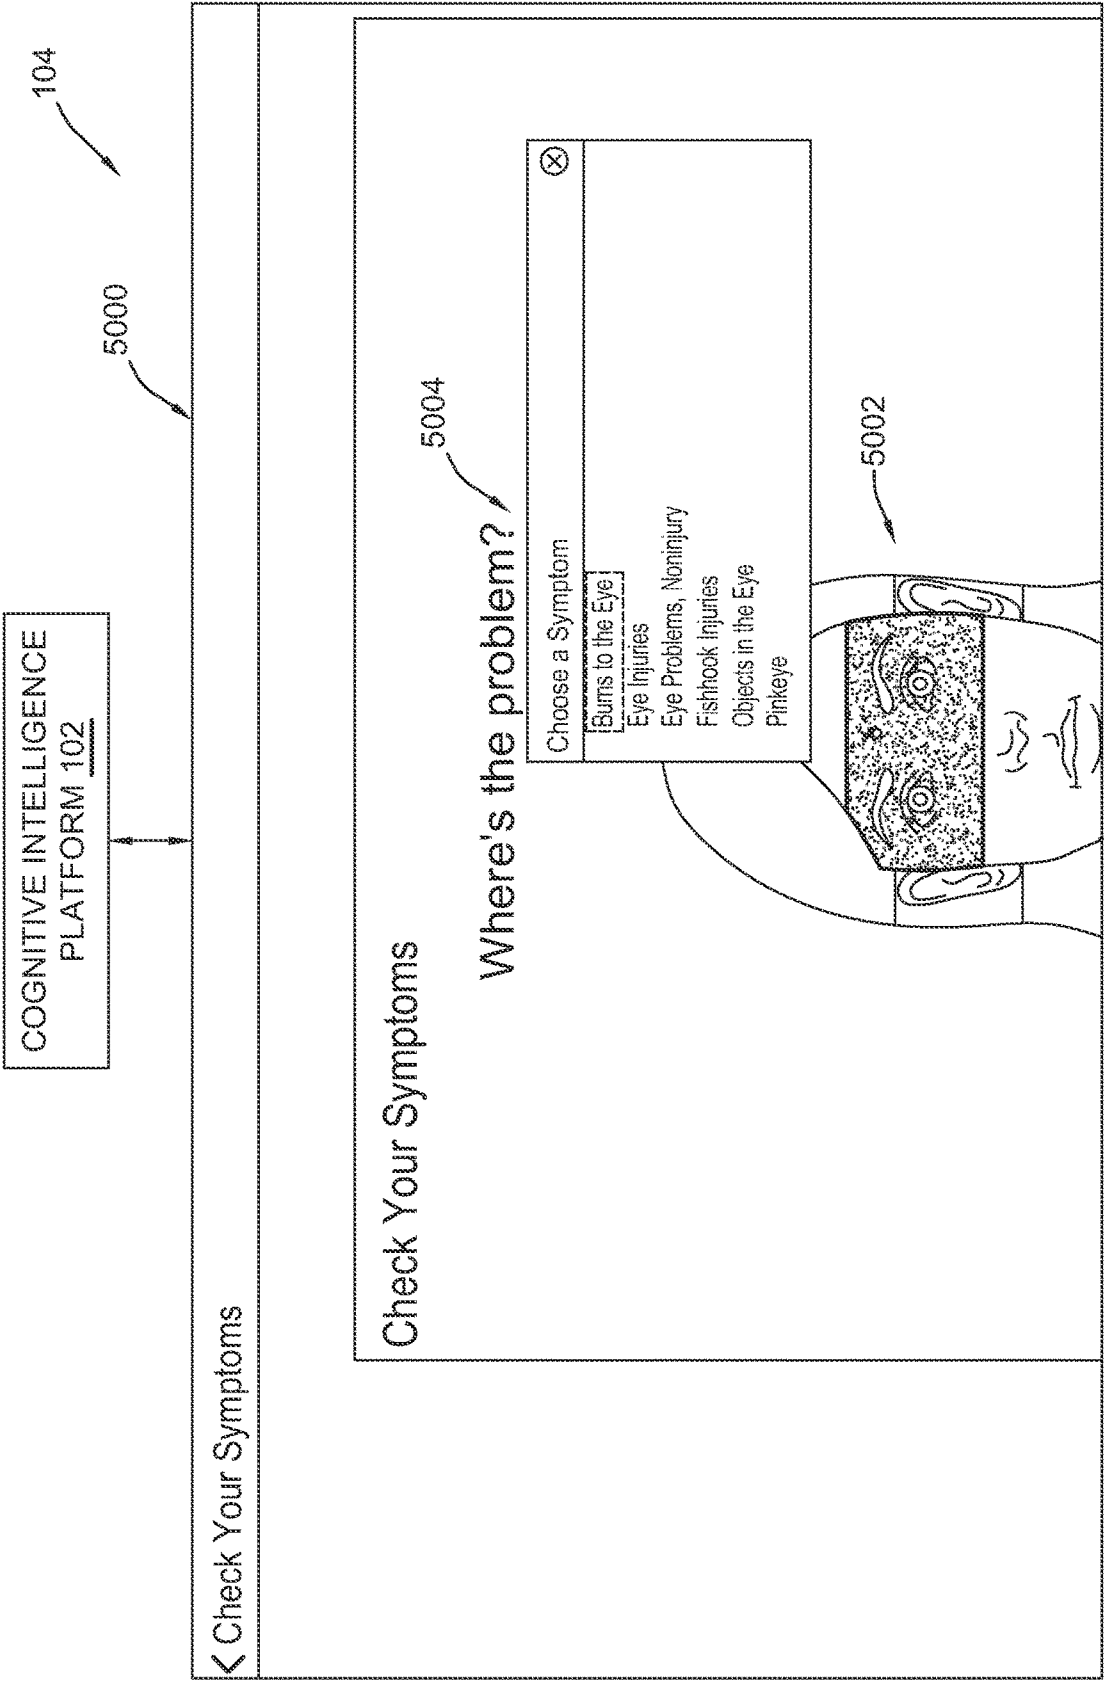 COGNITIVE INTELLIGENCE
PLATFORM 102
104
5000
Check Your Symptoms
Check Your Symptoms
Where's the problem?
5004
Choose a Symptom
Burns to the Eye
Eye Injuries
Eye Problems, Noninjury
Fishhook Injuries
Objects in the Eye
Pinkeye
5002